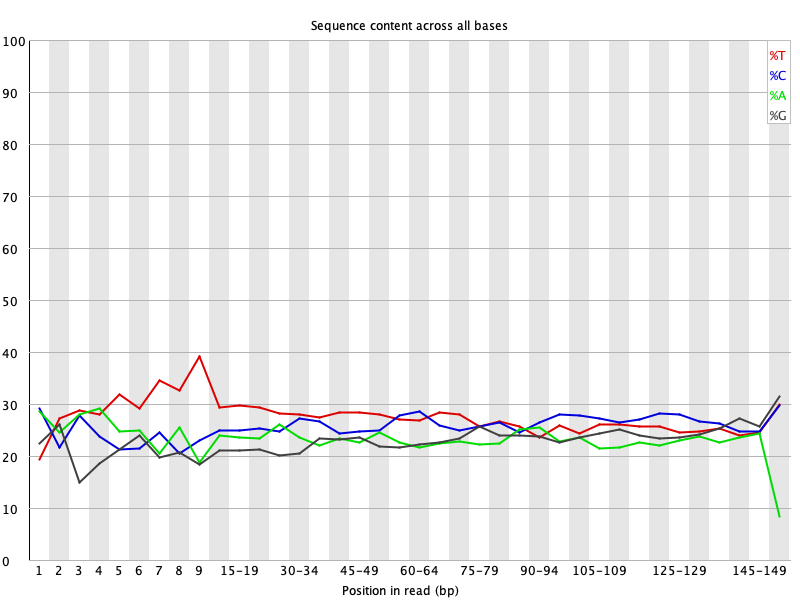 Sequence content across all bases
100
90
80
70
60
50
40
30
20
10
0
%T
%C
%A
%G
1 2 3 4 5 6 7 8 9 15-19 30-34 45-49 60-64 75-79 90-94 105-109 125-129 145-149
Position in read (bp)